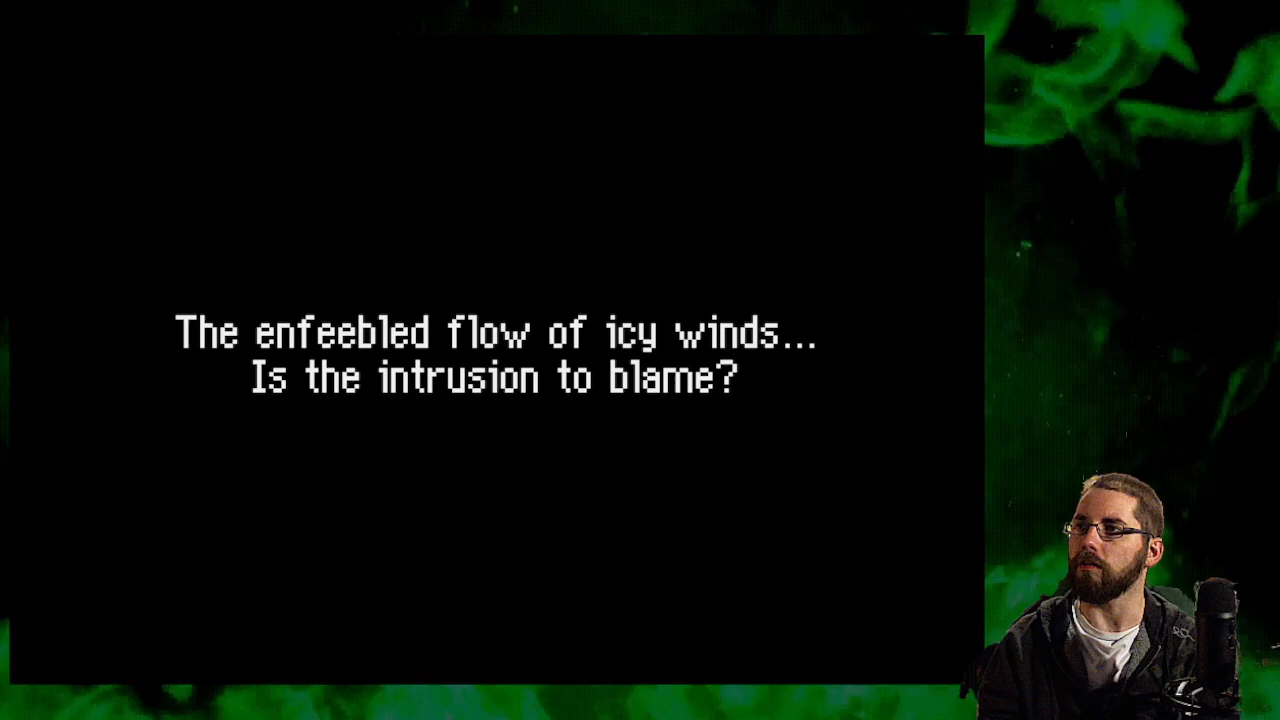 The enfeebled flow of icy winds...
Is the intrusion to blame?